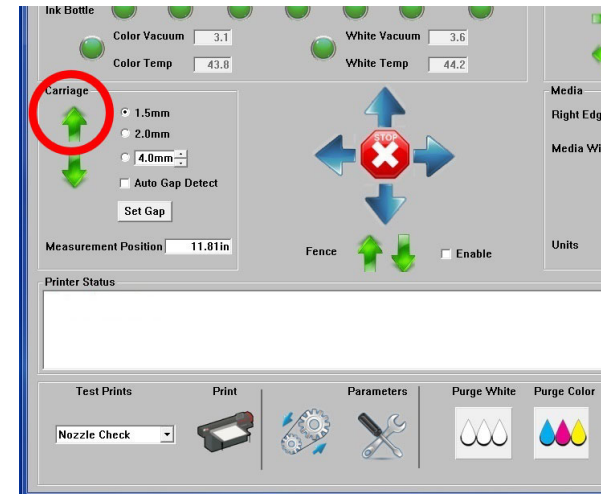 Ink Bottle
Color Vacuum 3.1 White Vacuum 3.6
Color Temp 43.8 White Temp 44.2
Carriage
1.5mm
2.0mm
4.0mm
Auto Gap Detect
Set Gap
Measurement Position 11.81in
STOP
Fence Enable
Media
Right Edg
Media Wi
Units
Printer Status
Test Prints Print Parameters Purge White Purge Color
Nozzle Check